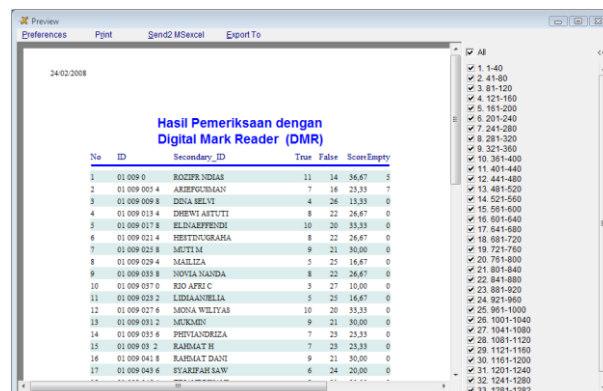 Preview
Preferences Print Send2 MSexcel Export To
24/02/2008
Hasil Pemeriksaan dengan
Digital Mark Reader (DMR)
No ID Secondary_ID True False Score Empty
1 01 009 0 ROZIFR NDIAS 11 14 36,67 5
2 01 009 005 4 ARIEFGUSMAN 7 16 23,33 7
3 01 009 009 8 DINA SELVI 4 26 13,33 0
4 01 009 013 4 DHEWI ASTUTI 8 22 26,67 0
5 01 009 017 8 ELINAEFFENDI 10 20 33,33 0
6 01 009 021 4 HESTINUGRAHA 8 22 26,67 0
7 01 009 025 8 MUTI M 9 21 30,00 0
8 01 009 029 4 MAILIZA 5 25 16,67 0
9 01 009 033 8 NOVIA NANDA 8 22 26,67 0
10 01 009 037 0 RIO AFRI C 3 27 10,00 0
11 01 009 023 2 LIDIAANJELIA 5 25 16,67 0
12 01 009 027 6 MONA WILIYAS 10 20 33,33 0
13 01 009 031 2 MUKMIN 9 21 30,00 0
14 01 009 035 6 PHIVIANDRIZA 7 23 23,33 0
15 01 009 03 2 RAHMAT H 7 23 23,33 0
16 01 009 041 8 RAHMAT DANI 9 21 30,00 0
17 01 009 043 6 SYARIFAH SAW 6 24 20,00 0
All
1. 1-40
2. 41-80
3. 81-120
4. 121-160
5. 161-200
6. 201-240
7. 241-280
8. 281-320
9. 321-360
10. 361-400
11. 401-440
12. 441-480
13. 481-520
14. 521-560
15. 561-600
16. 601-640
17. 641-680
18. 681-720
19. 721-760
20. 761-800
21. 801-840
22. 841-880
23. 881-920
24. 921-960
25. 961-1000
26. 1001-1040
27. 1041-1080
28. 1081-1120
29. 1121-1160
30. 1161-1200
31. 1201-1240
32. 1241-1280
33. 1281-1282